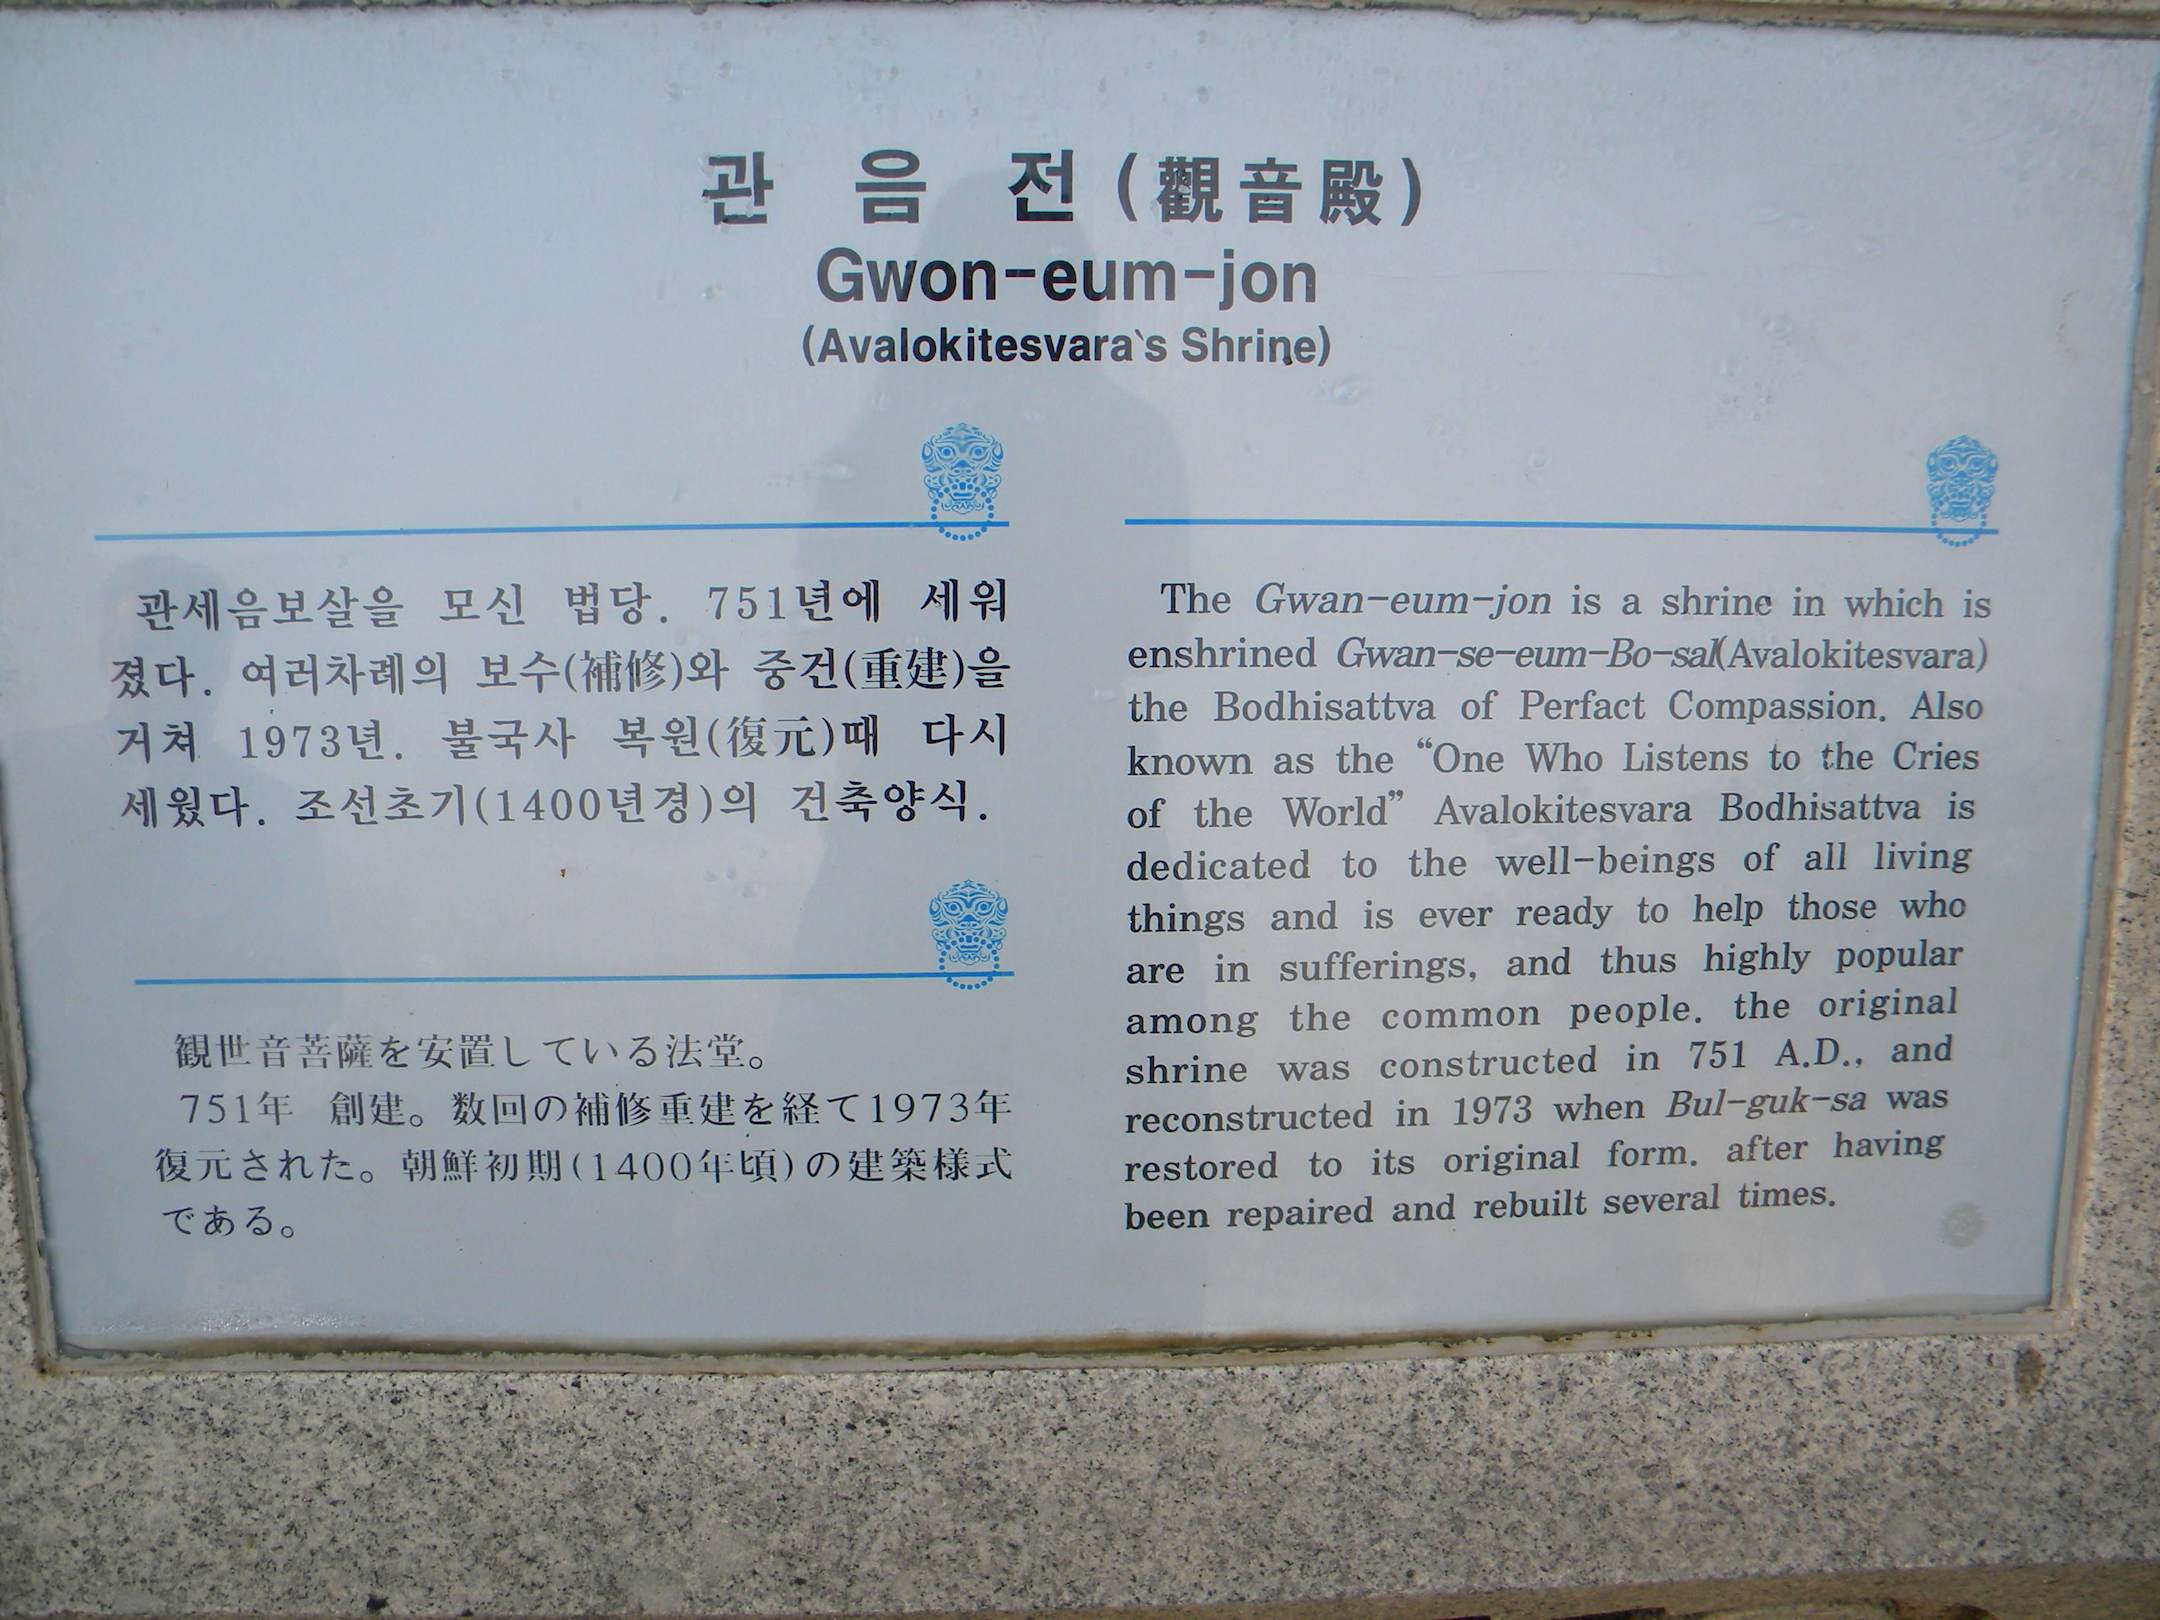 관 음 전 (觀音殿)
Gwon-eum-jon
(Avalokitesvara`s Shrine)
관세음보살을 모신 법당. 751년에 세워
졌다. 여러차례의 보수(補修)와 중건(重建)을
거쳐 1973년. 불국사 복원(復元)때 다시
세웠다. 조선초기(1400년경)의 건축양식.
観世音菩薩を安置している法堂。
751年 創建。数回の補修重建を経て1973年
復元された。朝鮮初期(1400年頃)の建築様式
である。
The Gwan-eum-jon is a shrine in which is
enshrined Gwan-se-eum-Bo-sal(Avalokitesvara)
the Bodhisattva of Perfact Compassion. Also
known as the “One Who Listens to the Cries
of the World” Avalokitesvara Bodhisattva is
dedicated to the well-beings of all living
things and is ever ready to help those who
are in sufferings, and thus highly popular
among the common people. the original
shrine was constructed in 751 A.D., and
reconstructed in 1973 when Bul-guk-sa was
restored to its original form. after having
been repaired and rebuilt several times.